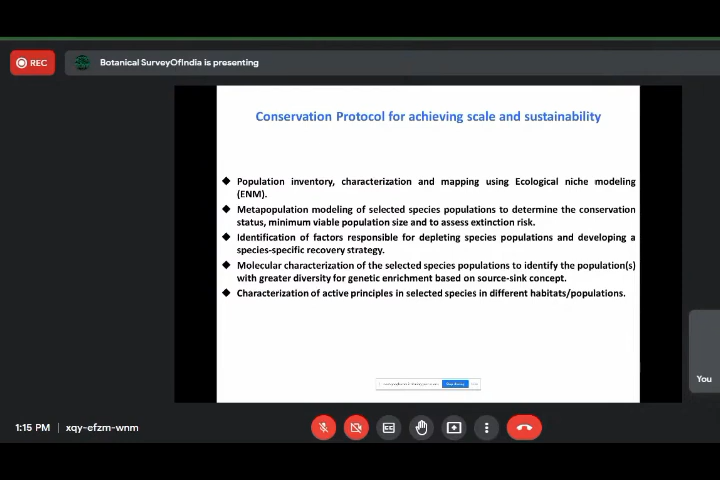 REC
Botanical SurveyOfIndia is presenting
Conservation Protocol for achieving scale and sustainability
Population inventory, characterization and mapping using Ecological niche modeling
(ENM).
Metapopulation modeling of selected species populations to determine the conservation
status, minimum viable population size and to assess extinction risk.
Identification of factors responsible for depleting species populations and developing a
species-specific recovery strategy.
Molecular characterization of the selected species populations to identify the population(s)
with greater diversity for genetic enrichment based on source-sink concept.
Characterization of active principles in selected species in different habitats/populations.
You
1:15 PM | xqy-efzm-wnm